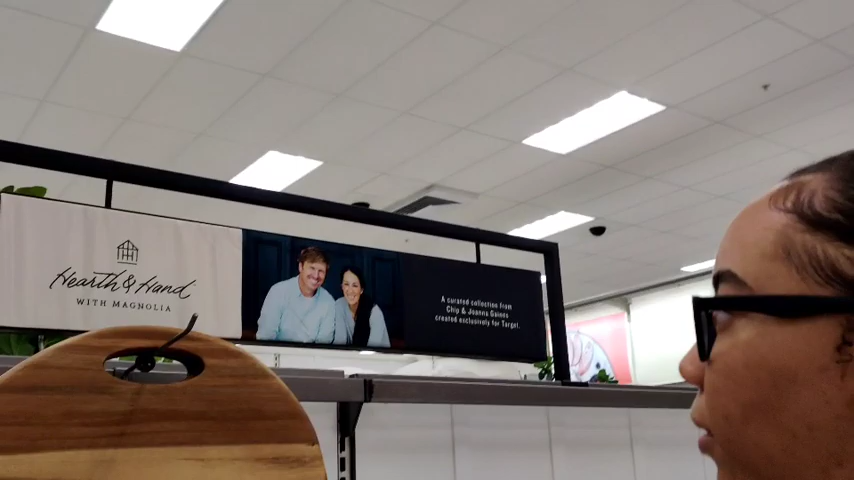 Hearth & Hand
WITH MAGNOLIA
A curated collection from
Chip & Joanna Gaines
created exclusively for Target.